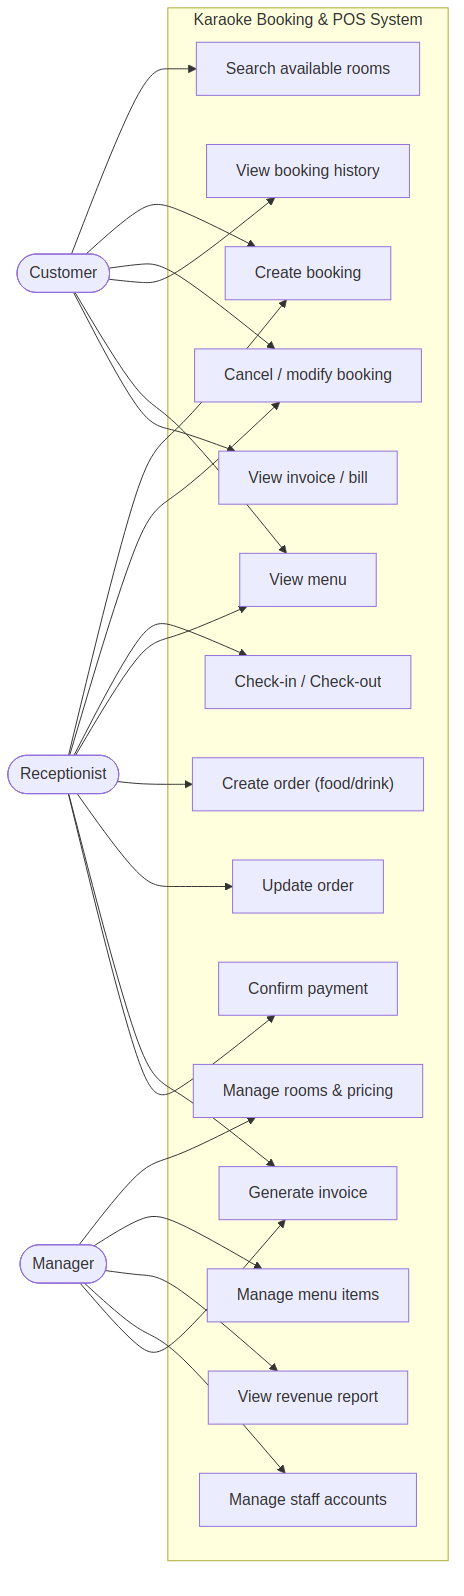 Karaoke Booking & POS System
Search available rooms
View booking history
Customer
Create booking
Cancel / modify booking
View invoice / bill
View menu
Check-in / Check-out
Receptionist
Create order (food/drink)
Update order
Confirm payment
Manage rooms & pricing
Generate invoice
Manager
Manage menu items
View revenue report
Manage staff accounts